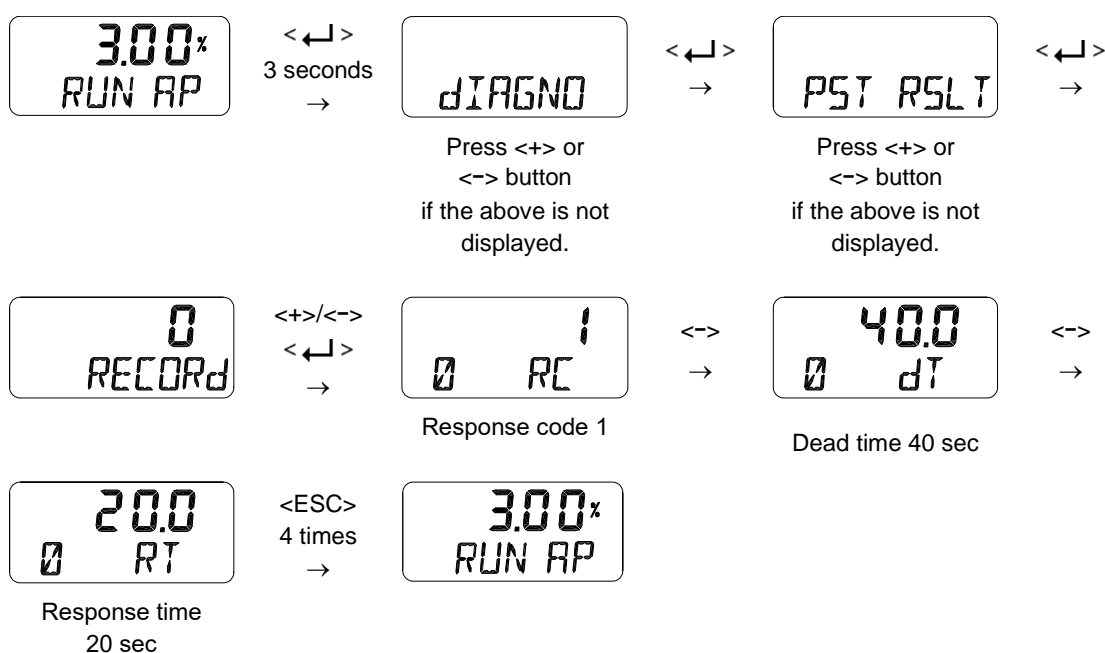 3.00%
RUN AP
<↵>
3 seconds
→
dIAGNO
Press <+> or
<−> button
if the above is not
displayed.
<↵>
→
PST RSLT
Press <+> or
<−> button
if the above is not
displayed.
<↵>
→
0
RECORd
<+>/<−>
<↵>
→
1
0 RC
Response code 1
<−>
→
40.0
0 dT
Dead time 40 sec
<−>
→
20.0
0 RT
Response time
20 sec
<ESC>
4 times
→
3.00%
RUN AP